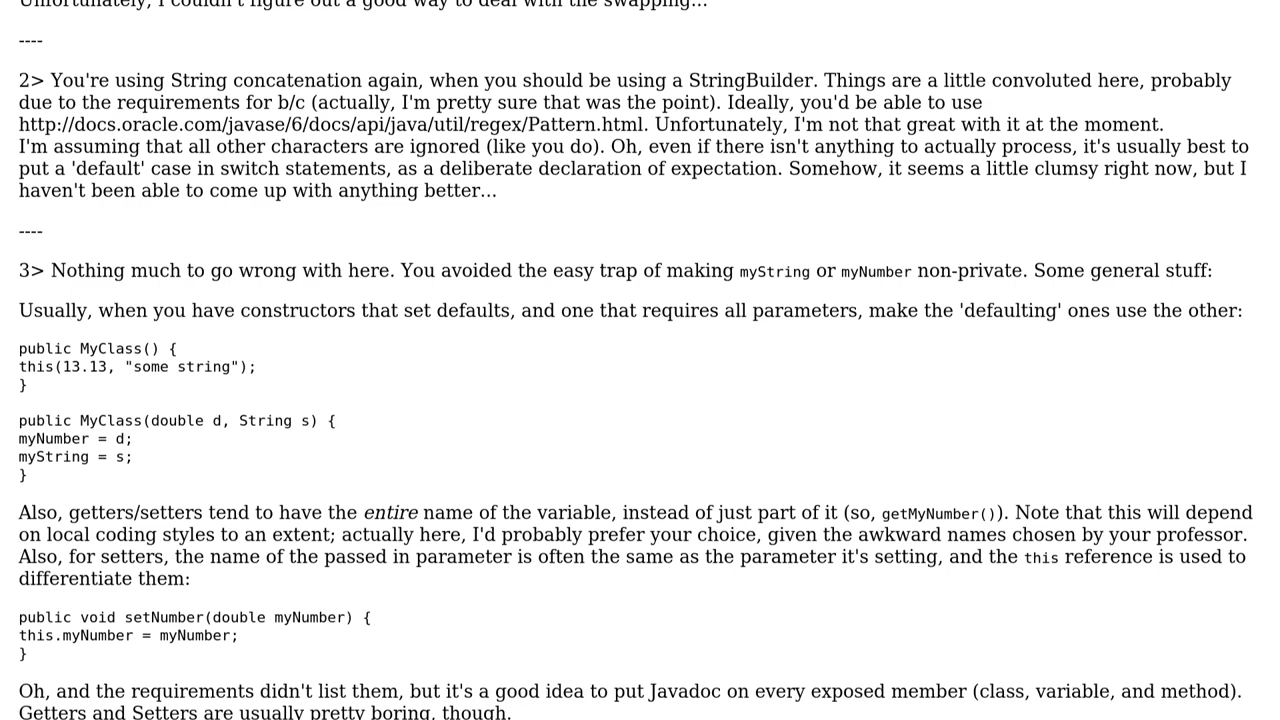 Unfortunately, I couldn't figure out a good way to deal with the swapping...
----
2> You're using String concatenation again, when you should be using a StringBuilder. Things are a little convoluted here, probably
due to the requirements for b/c (actually, I'm pretty sure that was the point). Ideally, you'd be able to use
http://docs.oracle.com/javase/6/docs/api/java/util/regex/Pattern.html. Unfortunately, I'm not that great with it at the moment.
I'm assuming that all other characters are ignored (like you do). Oh, even if there isn't anything to actually process, it's usually best to
put a 'default' case in switch statements, as a deliberate declaration of expectation. Somehow, it seems a little clumsy right now, but I
haven't been able to come up with anything better...
----
3> Nothing much to go wrong with here. You avoided the easy trap of making myString or myNumber non-private. Some general stuff:
Usually, when you have constructors that set defaults, and one that requires all parameters, make the 'defaulting' ones use the other:
public MyClass() {
this(13.13, "some string");
}
public MyClass(double d, String s) {
myNumber = d;
myString = s;
}
Also, getters/setters tend to have the entire name of the variable, instead of just part of it (so, getMyNumber()). Note that this will depend
on local coding styles to an extent; actually here, I'd probably prefer your choice, given the awkward names chosen by your professor.
Also, for setters, the name of the passed in parameter is often the same as the parameter it's setting, and the this reference is used to
differentiate them:
public void setNumber(double myNumber) {
this.myNumber = myNumber;
}
Oh, and the requirements didn't list them, but it's a good idea to put Javadoc on every exposed member (class, variable, and method).
Getters and Setters are usually pretty boring, though.